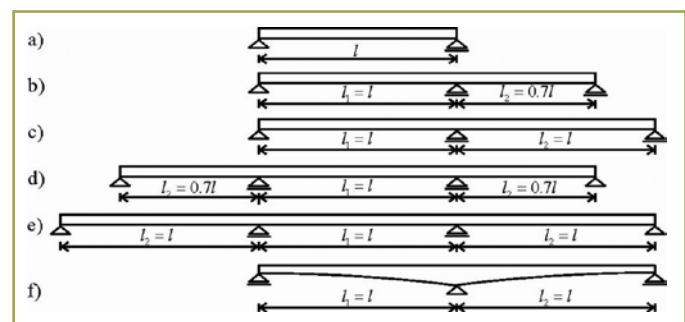 a)
l
b)
l₁ = l l₂ = 0.7l
c)
l₁ = l l₂ = l
d)
l₂ = 0.7l l₁ = l l₂ = 0.7l
e)
l₂ = l l₁ = l l₂ = l
f)
l₁ = l l₂ = l